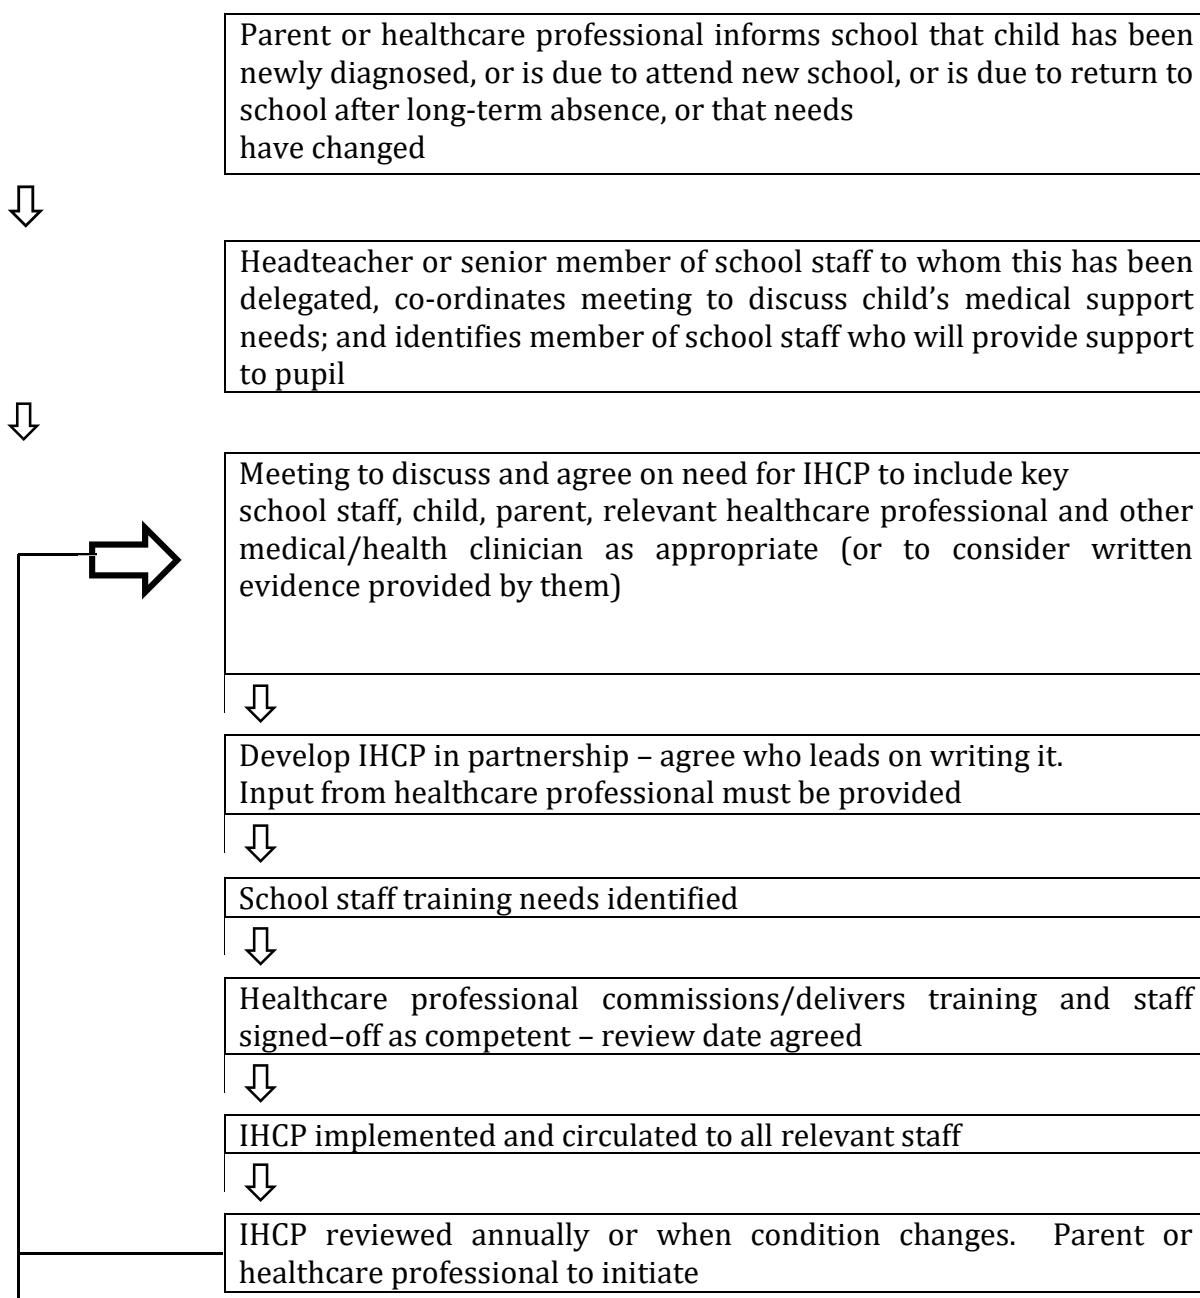 Parent or healthcare professional informs school that child has been
newly diagnosed, or is due to attend new school, or is due to return to
school after long-term absence, or that needs
have changed
Headteacher or senior member of school staff to whom this has been
delegated, co-ordinates meeting to discuss child’s medical support
needs; and identifies member of school staff who will provide support
to pupil
Meeting to discuss and agree on need for IHCP to include key
school staff, child, parent, relevant healthcare professional and other
medical/health clinician as appropriate (or to consider written
evidence provided by them)
Develop IHCP in partnership – agree who leads on writing it.
Input from healthcare professional must be provided
School staff training needs identified
Healthcare professional commissions/delivers training and staff
signed–off as competent – review date agreed
IHCP implemented and circulated to all relevant staff
IHCP reviewed annually or when condition changes. Parent or
healthcare professional to initiate